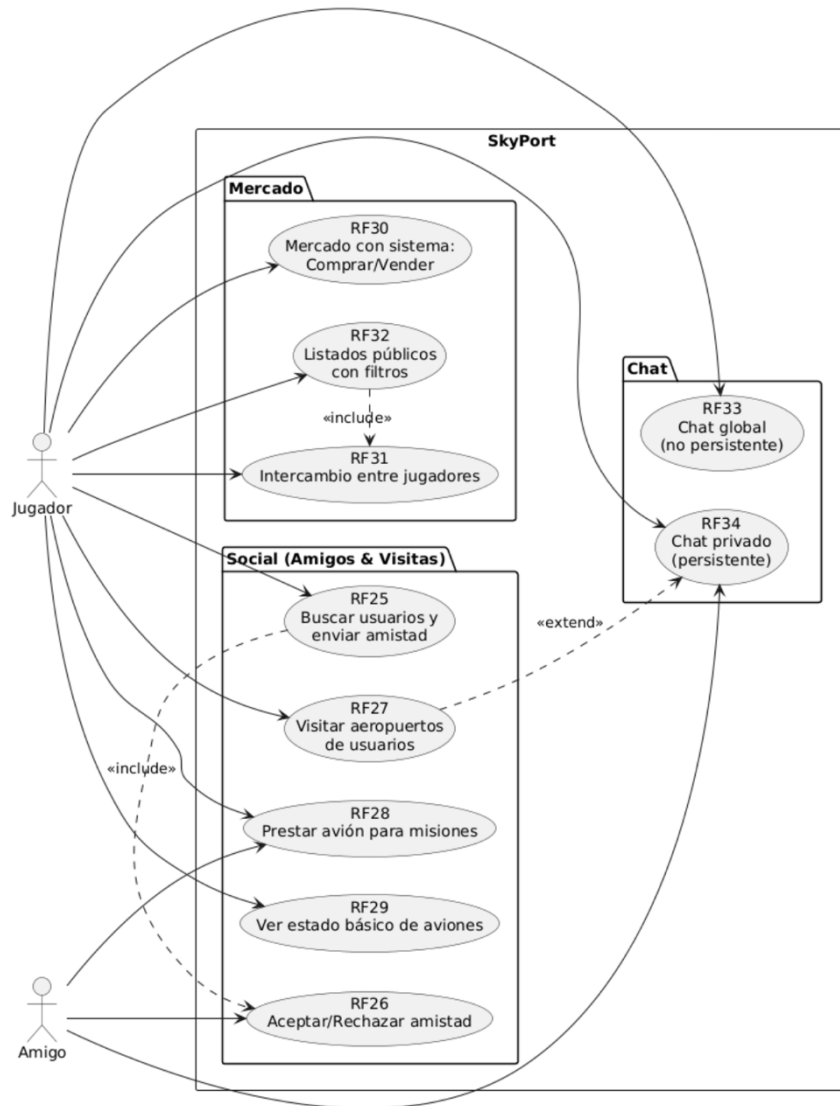 SkyPort
Mercado
RF30
Mercado con sistema:
Comprar/Vender
RF32
Listados públicos
con filtros
«include»
RF31
Intercambio entre jugadores
Chat
RF33
Chat global
(no persistente)
RF34
Chat privado
(persistente)
Jugador
Social (Amigos & Visitas)
RF25
Buscar usuarios y
enviar amistad
«extend»
RF27
Visitar aeropuertos
de usuarios
«include»
RF28
Prestar avión para misiones
RF29
Ver estado básico de aviones
RF26
Aceptar/Rechazar amistad
Amigo